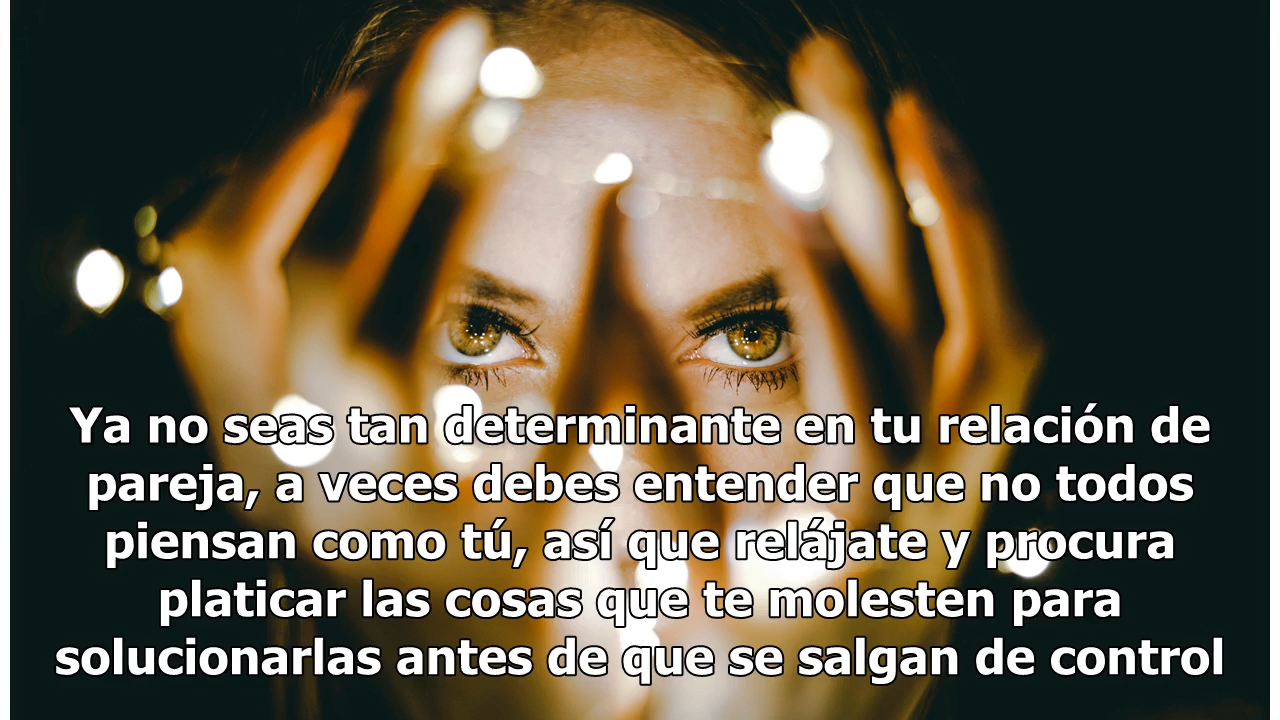 Ya no seas tan determinante en tu relación de
pareja, a veces debes entender que no todos
piensan como tú, así que relájate y procura
platicar las cosas que te molesten para
solucionarlas antes de que se salgan de control